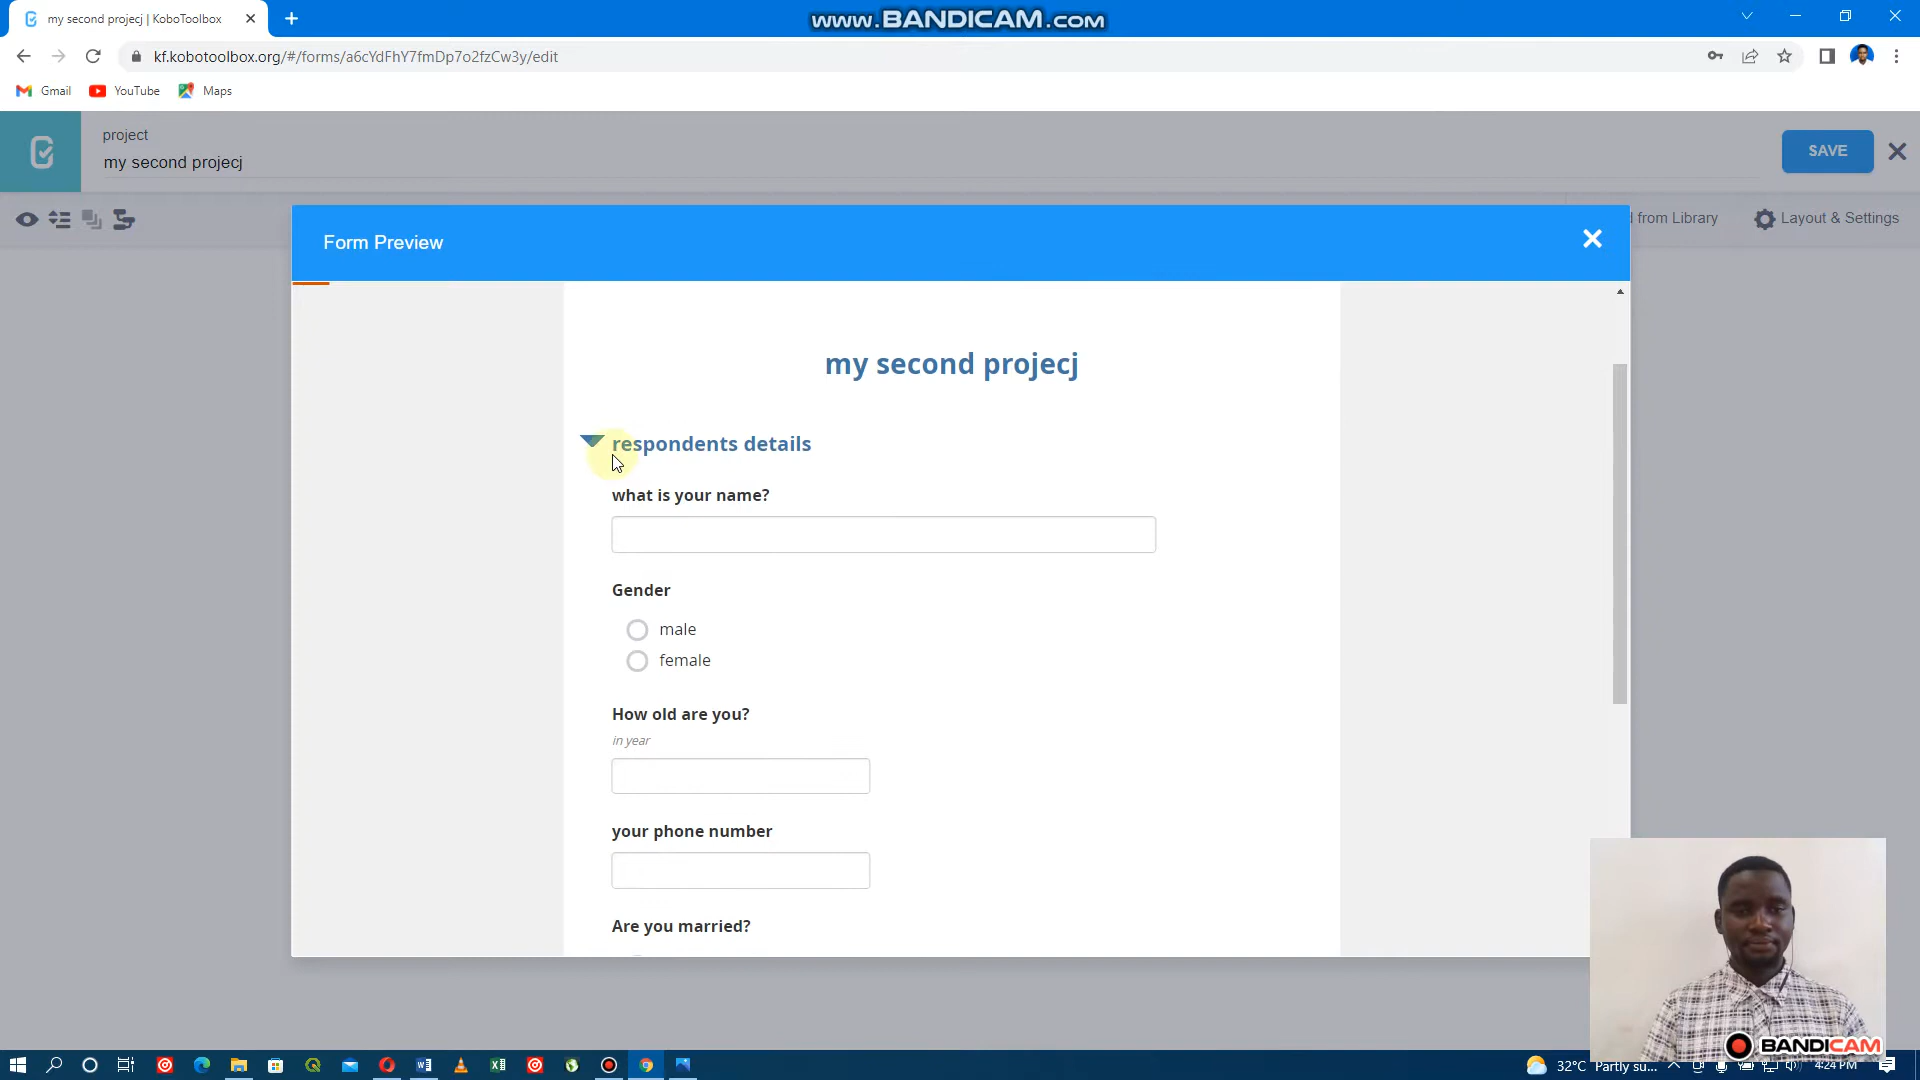 my second projecj | KoboToolbox
www.BANDICAM.com
kf.kobotoolbox.org/#/forms/a6cYdFhY7fmDp7o2fzCw3y/edit
Gmail
YouTube
Maps
project
my second projecj
SAVE
from Library
Layout & Settings
Form Preview
my second projecj
respondents details
what is your name?
Gender
male
female
How old are you?
in year
your phone number
Are you married?
BANDICAM
32°C Partly su...
4:24 PM